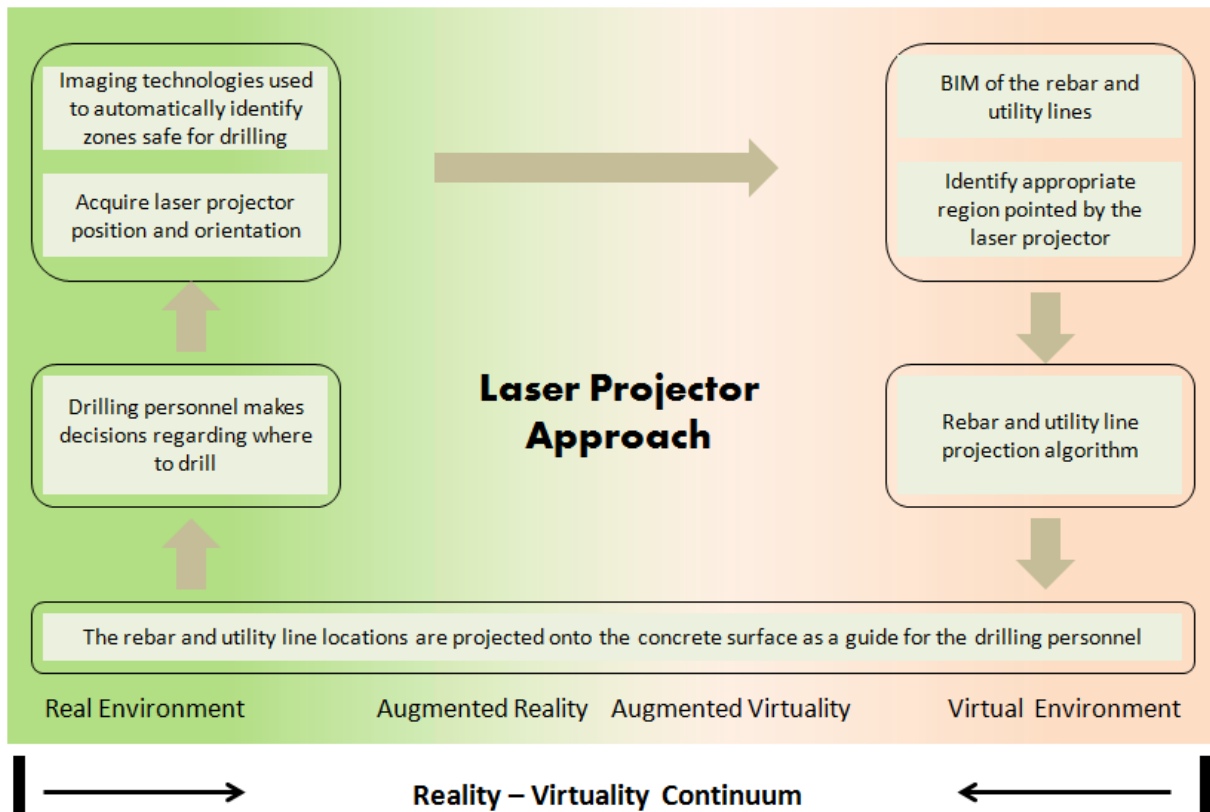 Imaging technologies used
to automatically identify
zones safe for drilling
Acquire laser projector
position and orientation
BIM of the rebar and
utility lines
Identify appropriate
region pointed by the
laser projector
Drilling personnel makes
decisions regarding where
to drill
Laser Projector
Approach
Rebar and utility line
projection algorithm
The rebar and utility line locations are projected onto the concrete surface as a guide for the drilling personnel
Real Environment
Augmented Reality
Augmented Virtuality
Virtual Environment
Reality – Virtuality Continuum